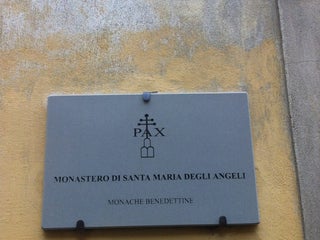 PAX
MONASTERO DI SANTA MARIA DEGLI ANGELI
MONACHE BENEDETTINE